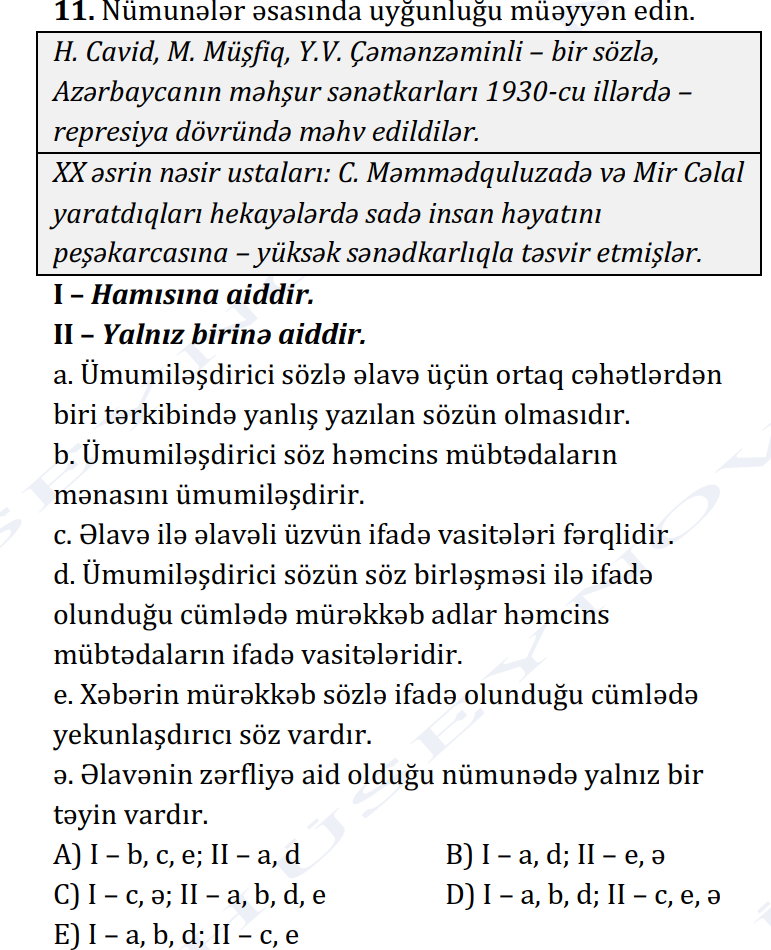 11. Nümunələr əsasında uyğunluğu müəyyən edin.
H. Cavid, M. Müşfiq, Y.V. Çəmənzəminli – bir sözlə,
Azərbaycanın məhşur sənətkarları 1930-cu illərdə –
represiya dövründə məhv edildilər.
XX əsrin nəsir ustaları: C. Məmmədquluzadə və Mir Cəlal
yaratdıqları hekayələrdə sadə insan həyatını
peşəkarcasına – yüksək sənədkarlıqla təsvir etmişlər.
I – Hamısına aiddir.
II – Yalnız birinə aiddir.
a. Ümumiləşdirici sözlə əlavə üçün ortaq cəhətlərdən
biri tərkibində yanlış yazılan sözün olmasıdır.
b. Ümumiləşdirici söz həmcins mübtədaların
mənasını ümumiləşdirir.
c. Əlavə ilə əlavəli üzvün ifadə vasitələri fərqlidir.
d. Ümumiləşdirici sözün söz birləşməsi ilə ifadə
olunduğu cümlədə mürəkkəb adlar həmcins
mübtədaların ifadə vasitələridir.
e. Xəbərin mürəkkəb sözlə ifadə olunduğu cümlədə
yekunlaşdırıcı söz vardır.
ə. Əlavənin zərfliyə aid olduğu nümunədə yalnız bir
təyin vardır.
A) I – b, c, e; II – a, d B) I – a, d; II – e, ə
C) I – c, ə; II – a, b, d, e D) I – a, b, d; II – c, e, ə
E) I – a, b, d; II – c, e